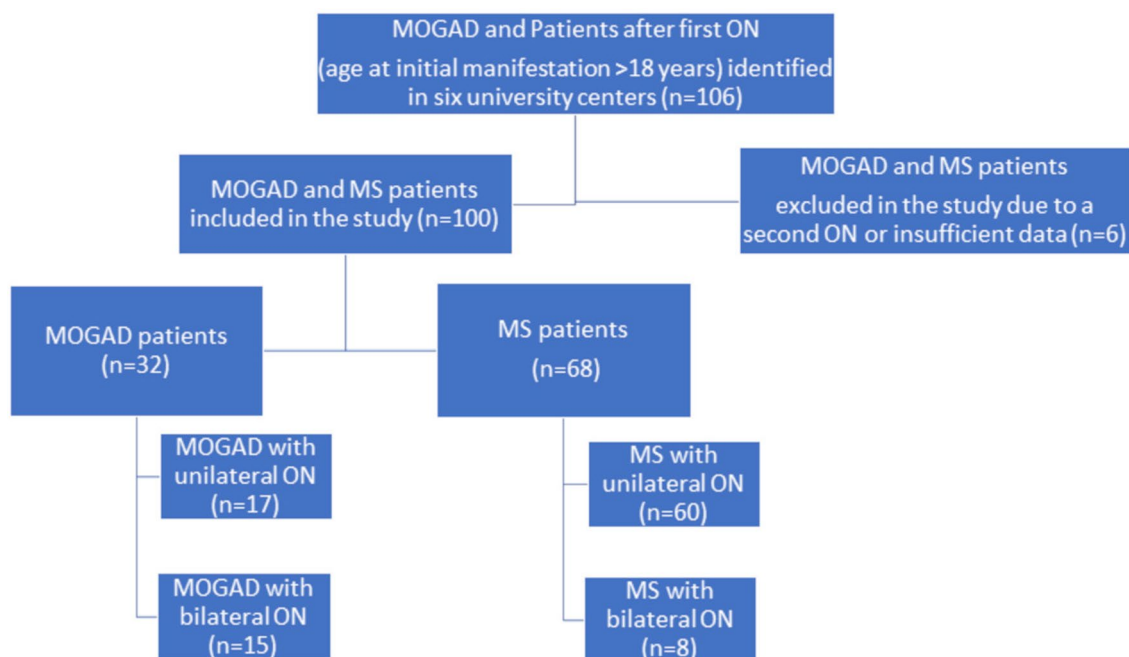 MOGAD and Patients after first ON
(age at initial manifestation >18 years) identified
in six university centers (n=106)
MOGAD and MS patients
included in the study (n=100)
MOGAD and MS patients
excluded in the study due to a
second ON or insufficient data (n=6)
MOGAD patients
(n=32)
MS patients
(n=68)
MOGAD with
unilateral ON
(n=17)
MS with
unilateral ON
(n=60)
MOGAD with
bilateral ON
(n=15)
MS with
bilateral ON
(n=8)